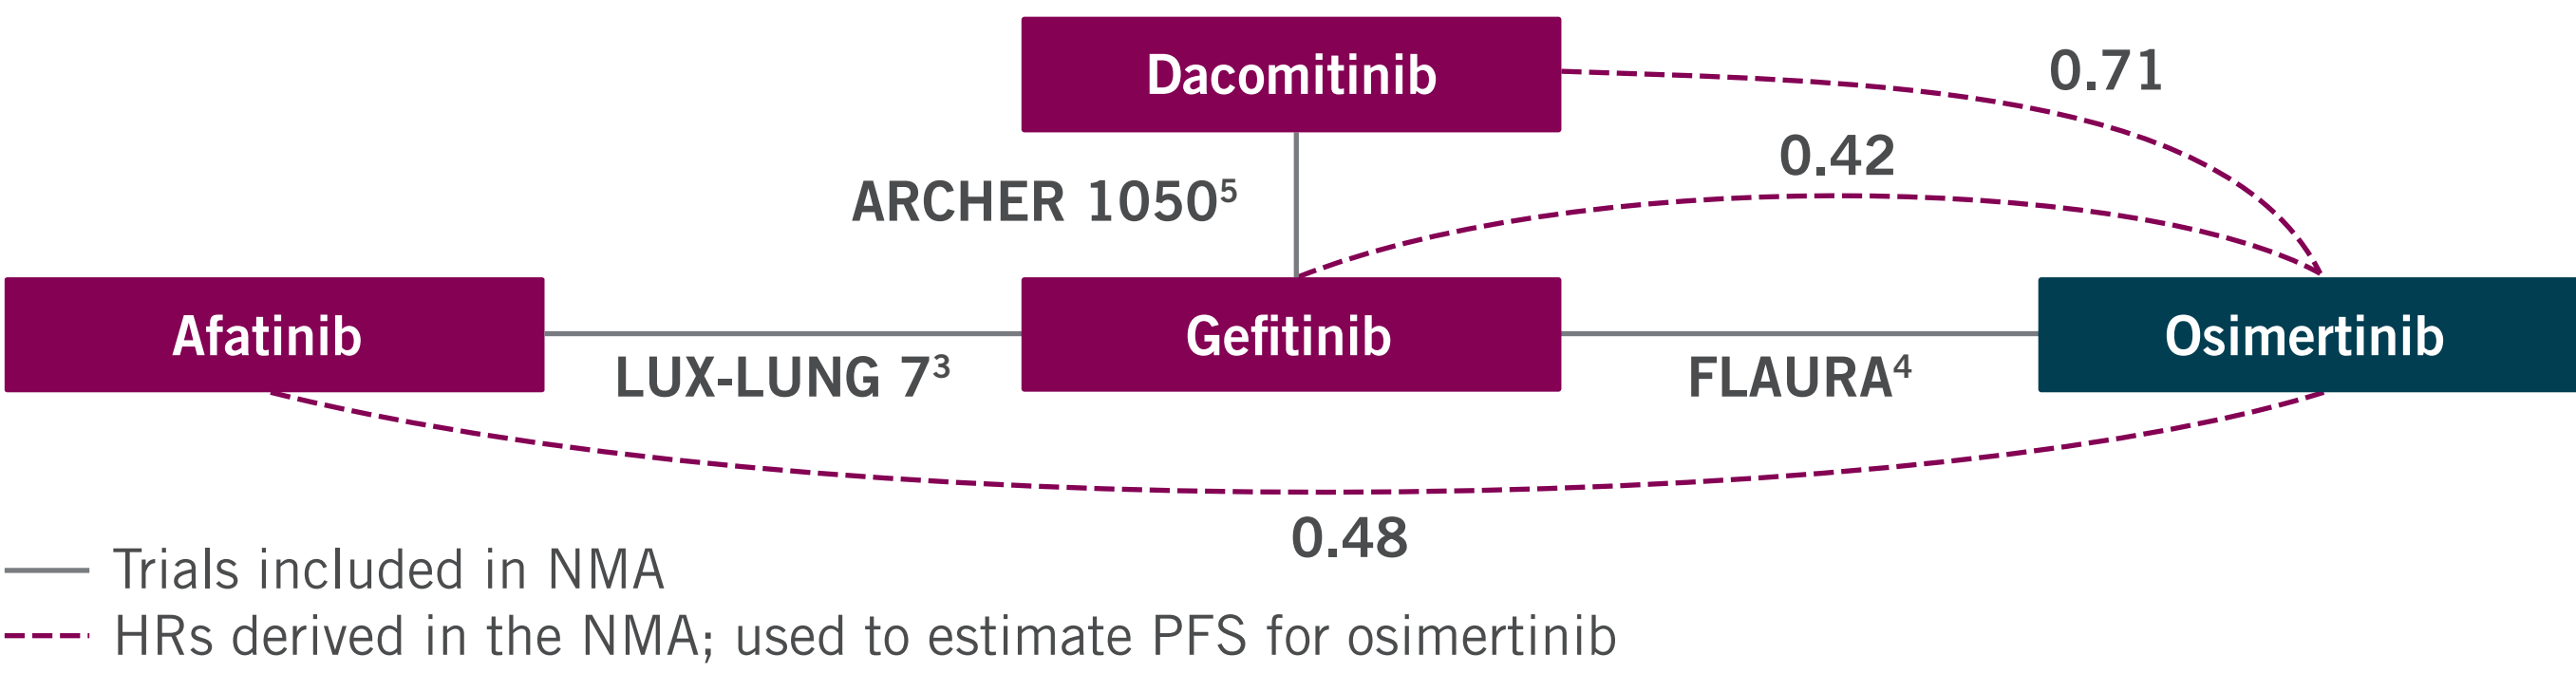 Dacomitinib
0.71
0.42
ARCHER 1050⁵
Afatinib
Gefitinib
Osimertinib
LUX-LUNG 7³
FLAURA⁴
0.48
Trials included in NMA
HRs derived in the NMA; used to estimate PFS for osimertinib